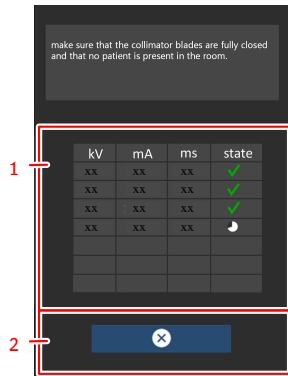 make sure that the collimator blades are fully closed
and that no patient is present in the room.
1
kV mA ms state
xx xx xx
xx xx xx
xx xx xx
xx xx xx
2